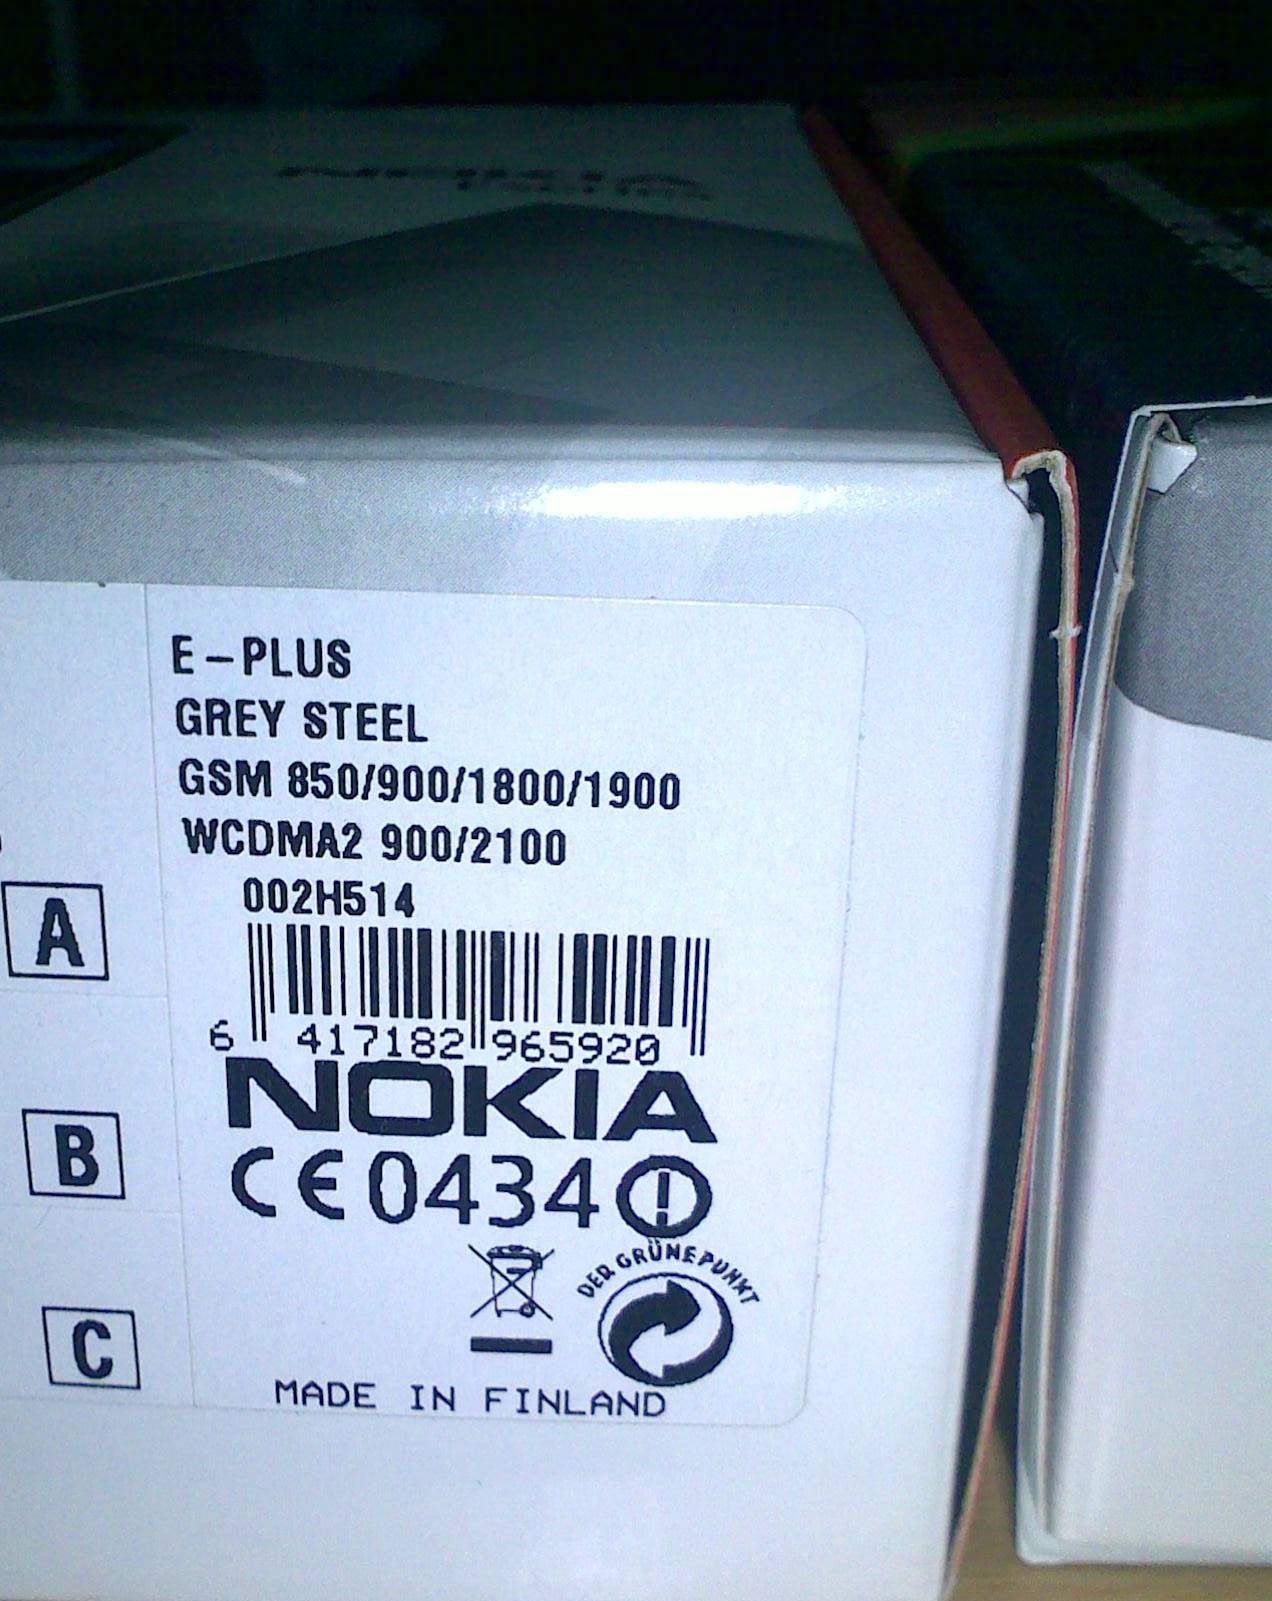 NOKIA
E-PLUS
GREY STEEL
GSM 850/900/1800/1900
WCDMA2 900/2100
002H514
6 417182 965920
NOKIA
CE0434
DER GRÜNE PUNKT
MADE IN FINLAND
A
B
C